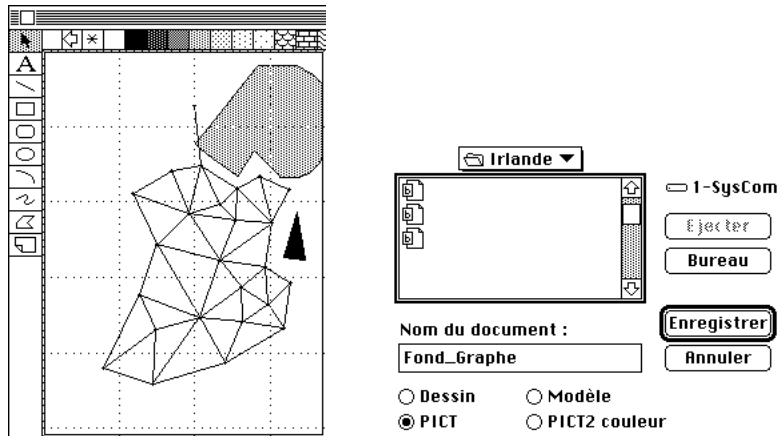 A
Irlande
1-SysCom
Ejecter
Bureau
Nom du document :
Enregistrer
Fond_Graphe
Annuler
Dessin
Modèle
PICT
PICT2 couleur